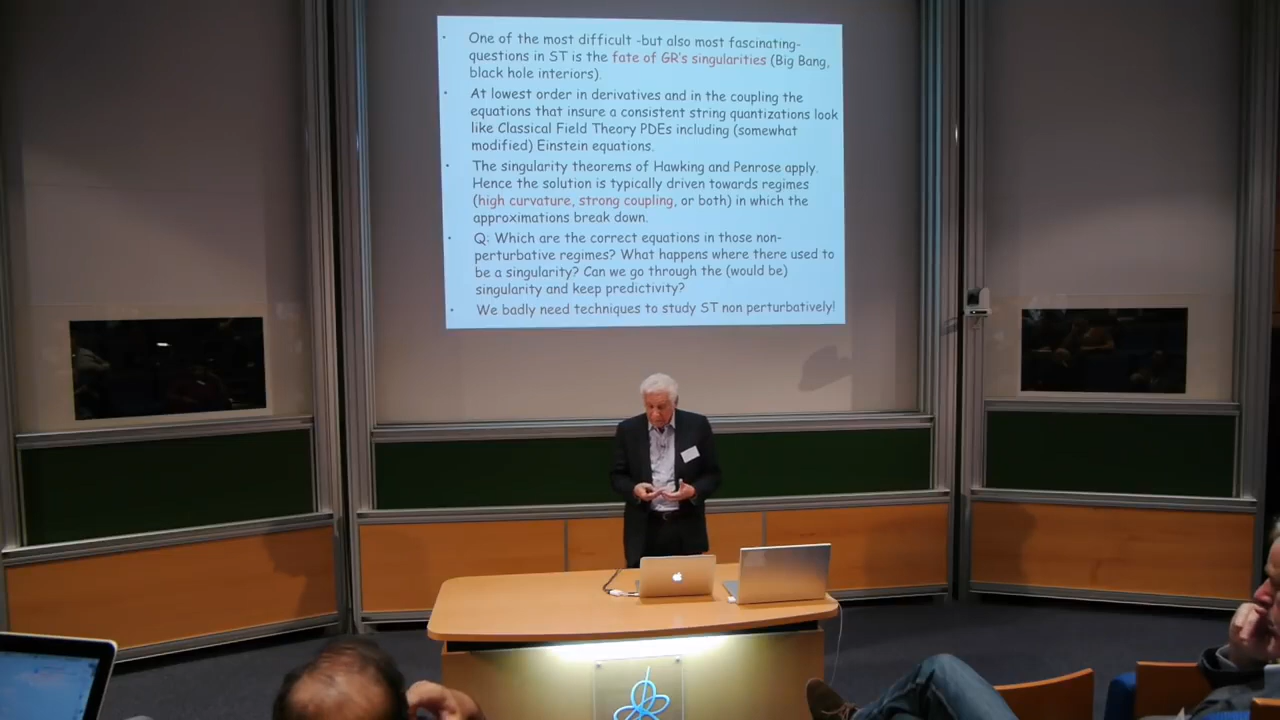 • One of the most difficult -but also most fascinating-
questions in ST is the fate of GR's singularities (Big Bang,
black hole interiors).
• At lowest order in derivatives and in the coupling the
equations that insure a consistent string quantizations look
like Classical Field Theory PDEs including (somewhat
modified) Einstein equations.
• The singularity theorems of Hawking and Penrose apply.
Hence the solution is typically driven towards regimes
(high curvature, strong coupling, or both) in which the
approximations break down.
• Q: Which are the correct equations in those non-
perturbative regimes? What happens where there used to
be a singularity? Can we go through the (would be)
singularity and keep predictivity?
• We badly need techniques to study ST non perturbatively!